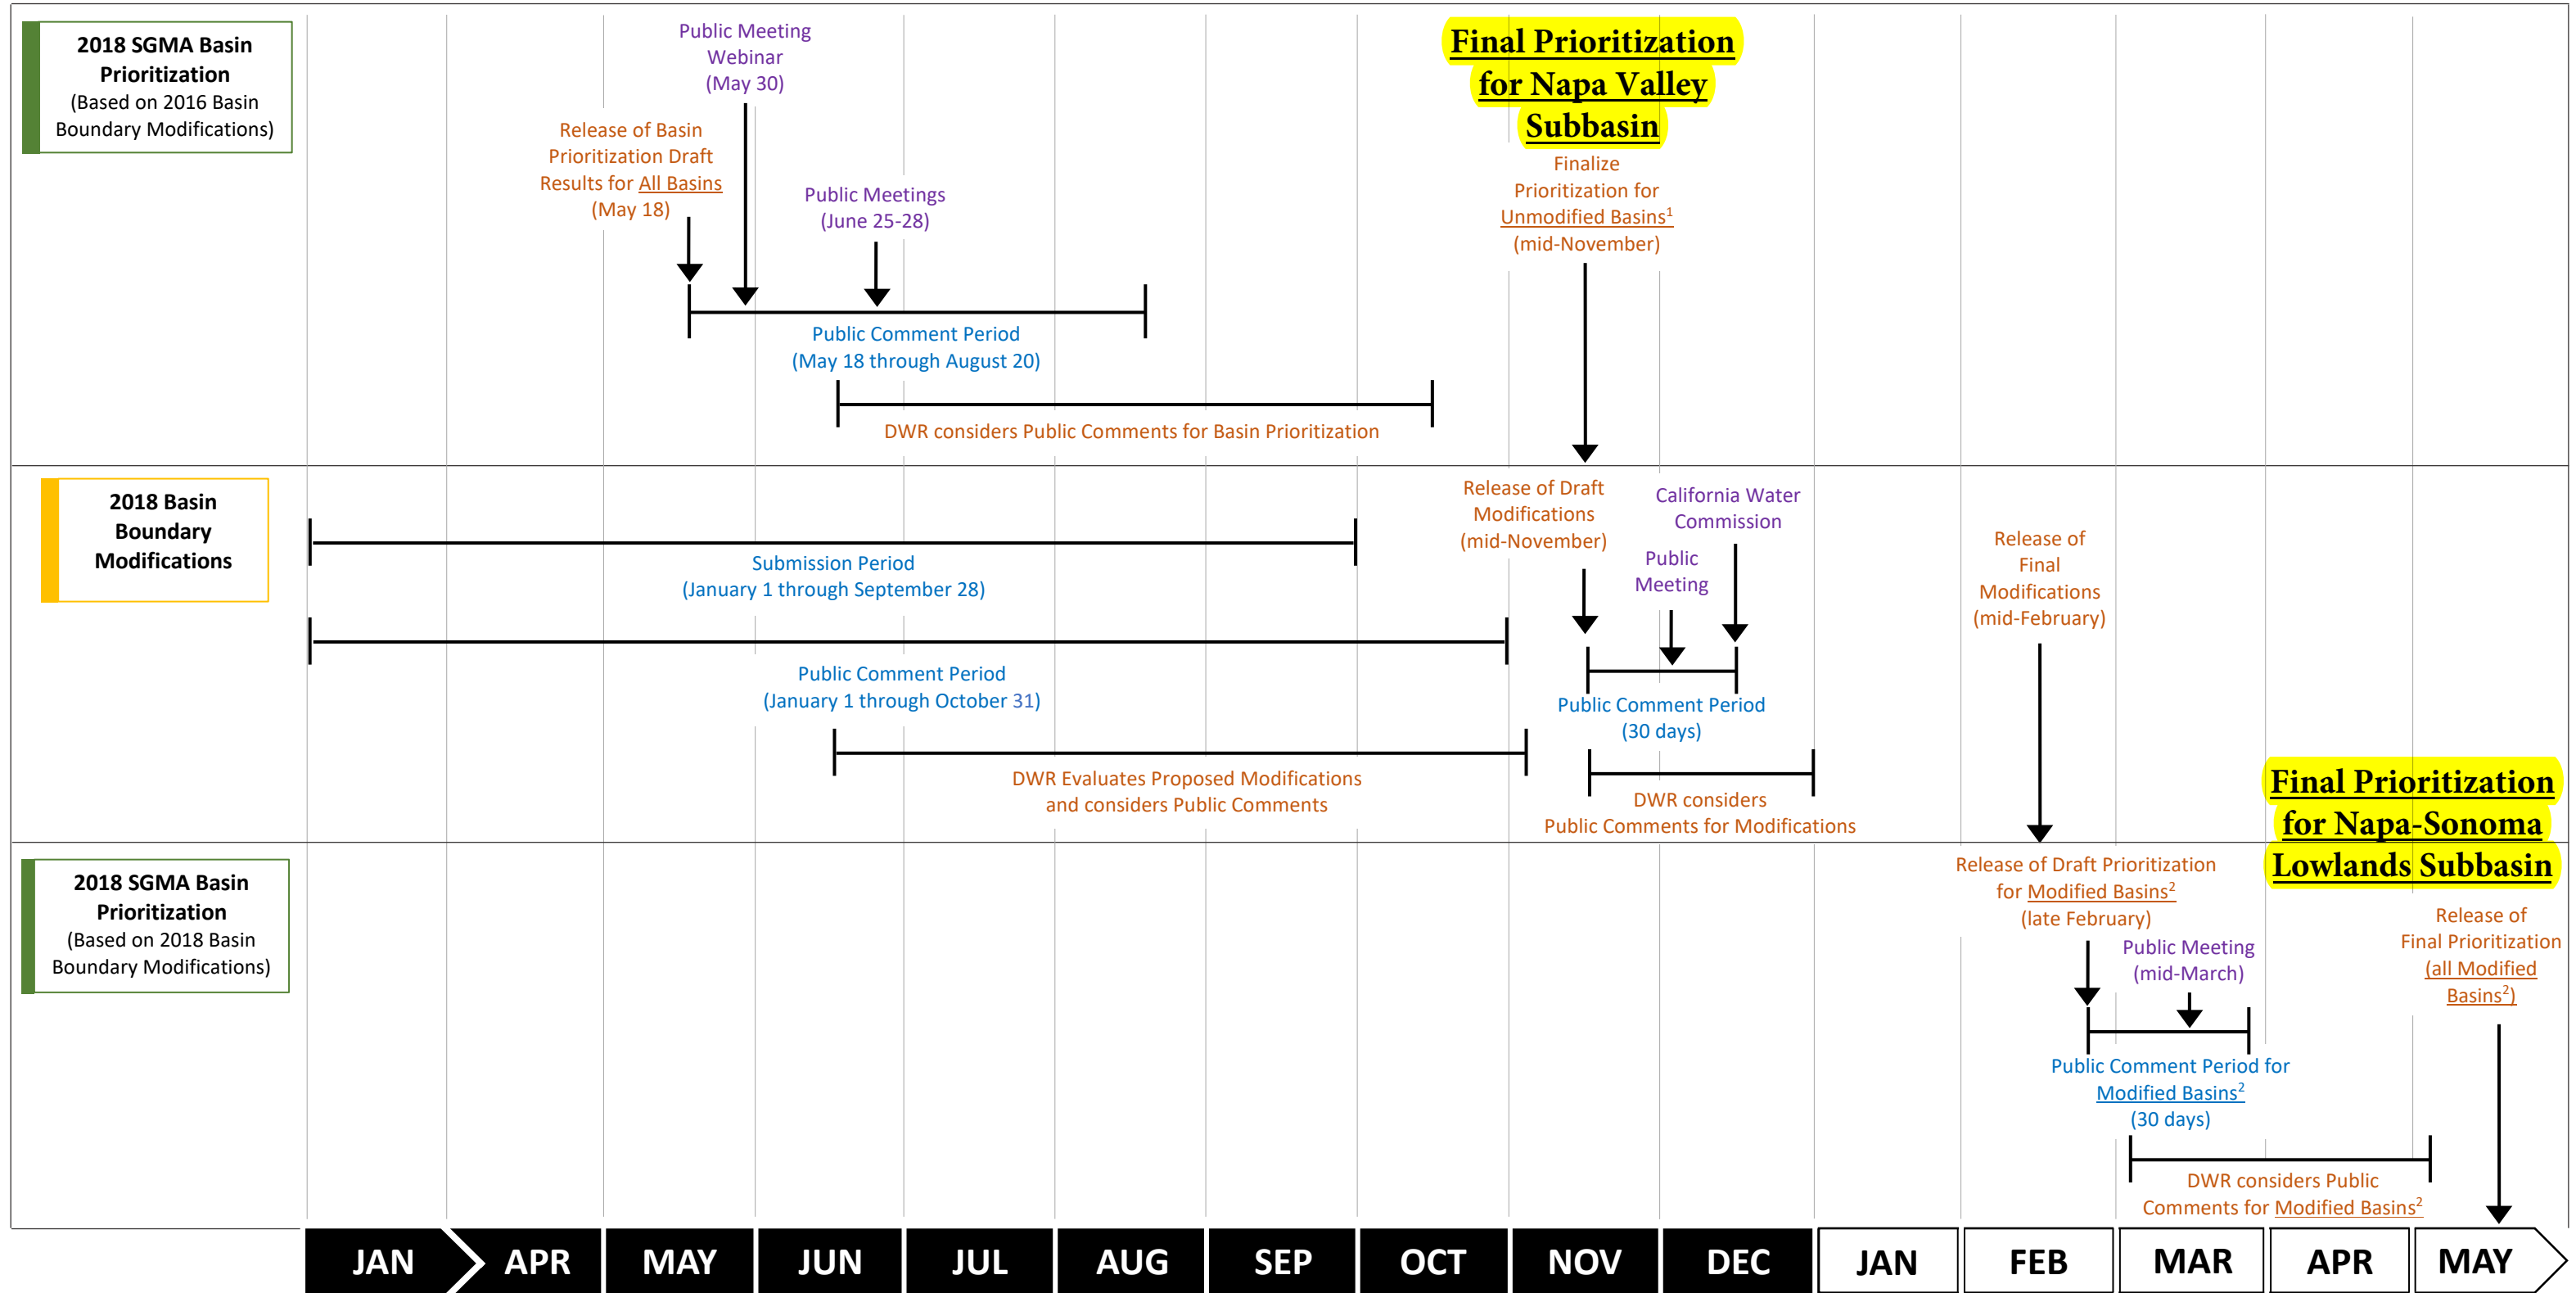 2018 SGMA Basin
Prioritization
(Based on 2016 Basin
Boundary Modifications)
Public Meeting
Webinar
(May 30)
Release of Basin
Prioritization Draft
Results for All Basins
(May 18)
Public Meetings
(June 25-28)
Public Comment Period
(May 18 through August 20)
DWR considers Public Comments for Basin Prioritization
Final Prioritization
for Napa Valley
Subbasin
Finalize
Prioritization for
Unmodified Basins¹
(mid-November)
2018 Basin
Boundary
Modifications
Submission Period
(January 1 through September 28)
Public Comment Period
(January 1 through October 31)
DWR Evaluates Proposed Modifications
and considers Public Comments
Release of Draft
Modifications
(mid-November)
Public
Meeting
California Water
Commission
Public Comment Period
(30 days)
DWR considers
Public Comments for Modifications
Release of
Final
Modifications
(mid-February)
Final Prioritization
for Napa-Sonoma
Lowlands Subbasin
2018 SGMA Basin
Prioritization
(Based on 2018 Basin
Boundary Modifications)
Release of Draft Prioritization
for Modified Basins²
(late February)
Public Meeting
(mid-March)
Public Comment Period for
Modified Basins²
(30 days)
DWR considers Public
Comments for Modified Basins²
Release of
Final Prioritization
(all Modified
Basins²)
JAN APR MAY JUN JUL AUG SEP OCT NOV DEC JAN FEB MAR APR MAY